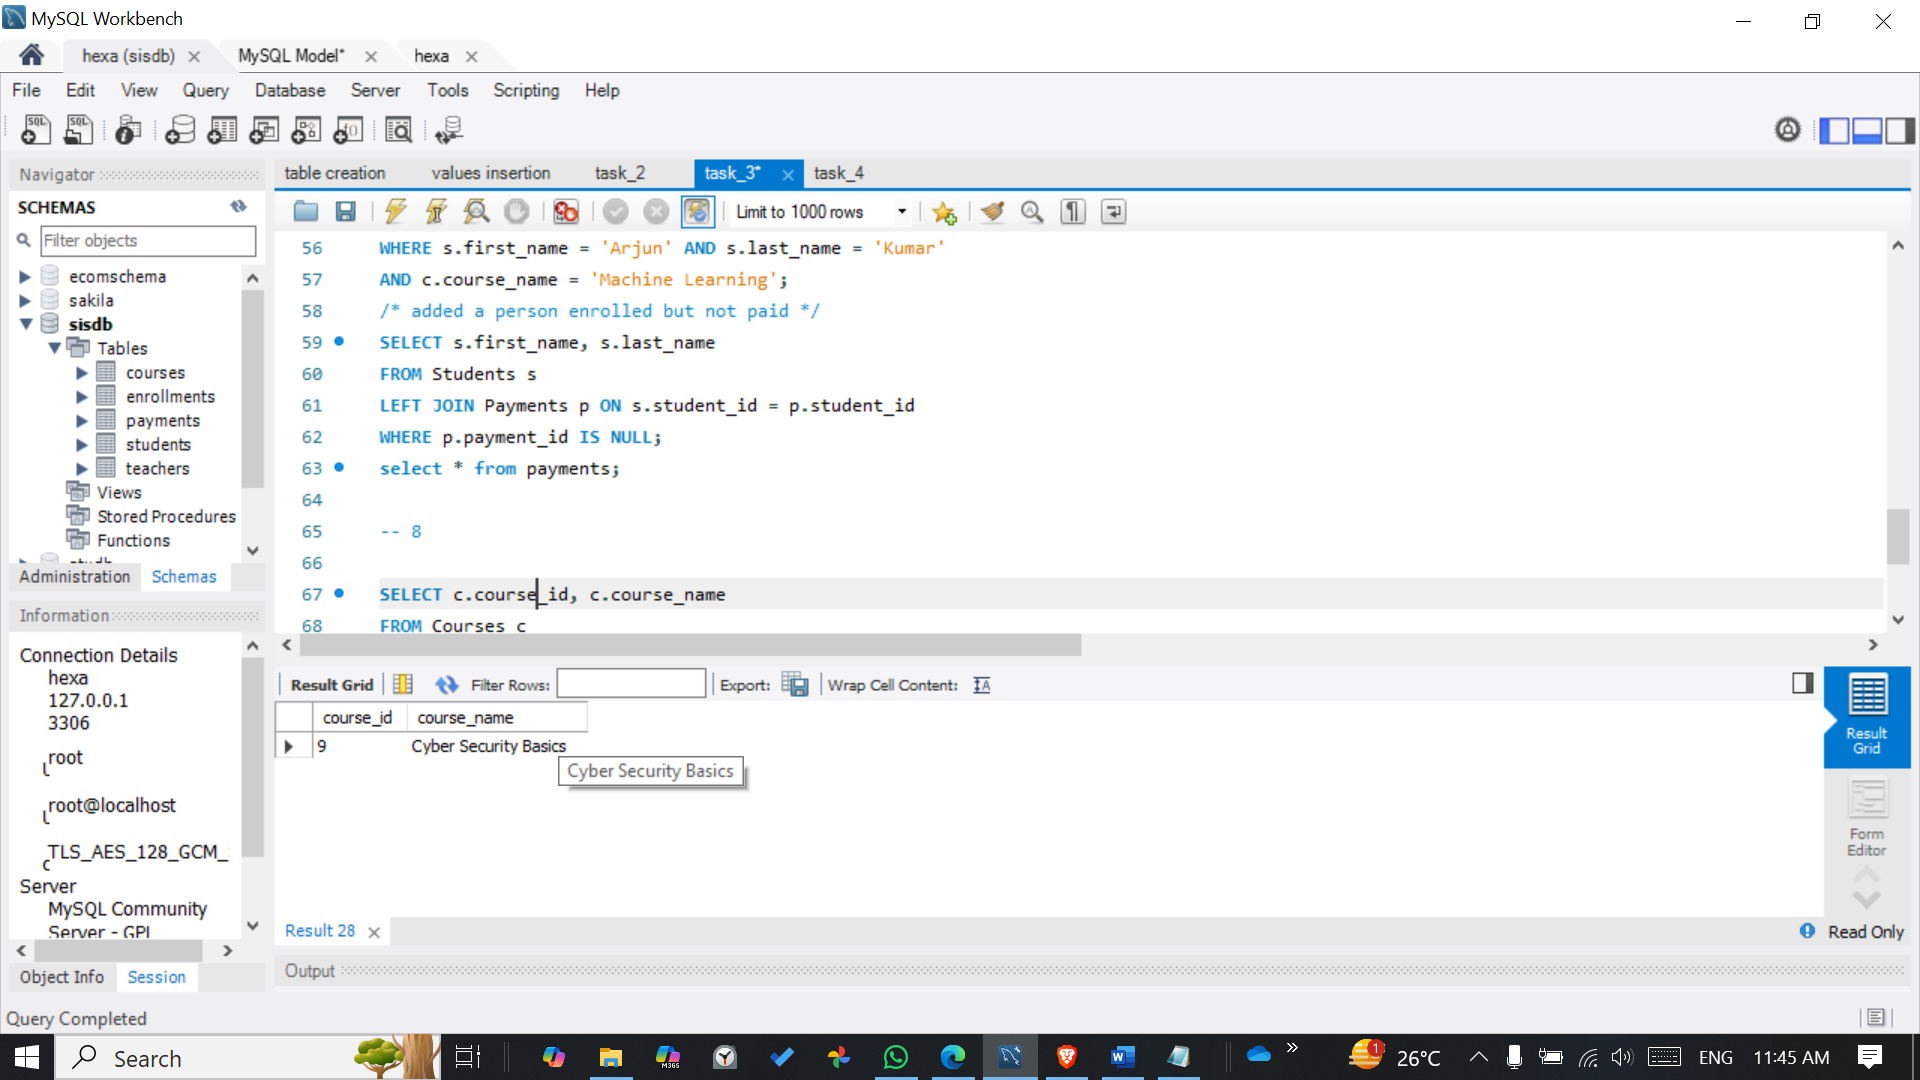 MySQL Workbench
hexa (sisdb)
MySQL Model*
hexa
File Edit View Query Database Server Tools Scripting Help
Navigator
SCHEMAS
Filter objects
ecomschema
sakila
sisdb
Tables
courses
enrollments
payments
students
teachers
Views
Stored Procedures
Functions
Administration Schemas
Information
Connection Details
hexa
127.0.0.1
3306
root
root@localhost
TLS_AES_128_GCM_
Server
MySQL Community
Server - GPL
Object Info Session
table creation values insertion task_2 task_3* task_4
Limit to 1000 rows
56 WHERE s.first_name = 'Arjun' AND s.last_name = 'Kumar'
57 AND c.course_name = 'Machine Learning';
58 /* added a person enrolled but not paid */
59 SELECT s.first_name, s.last_name
60 FROM Students s
61 LEFT JOIN Payments p ON s.student_id = p.student_id
62 WHERE p.payment_id IS NULL;
63 select * from payments;
64
65 -- 8
66
67 SELECT c.course_id, c.course_name
68 FROM Courses c
Result Grid Filter Rows: Export: Wrap Cell Content:
course_id course_name
9 Cyber Security Basics
Cyber Security Basics
Result Grid
Form Editor
Result 28
Read Only
Output
Query Completed
Search
26°C
ENG
11:45 AM